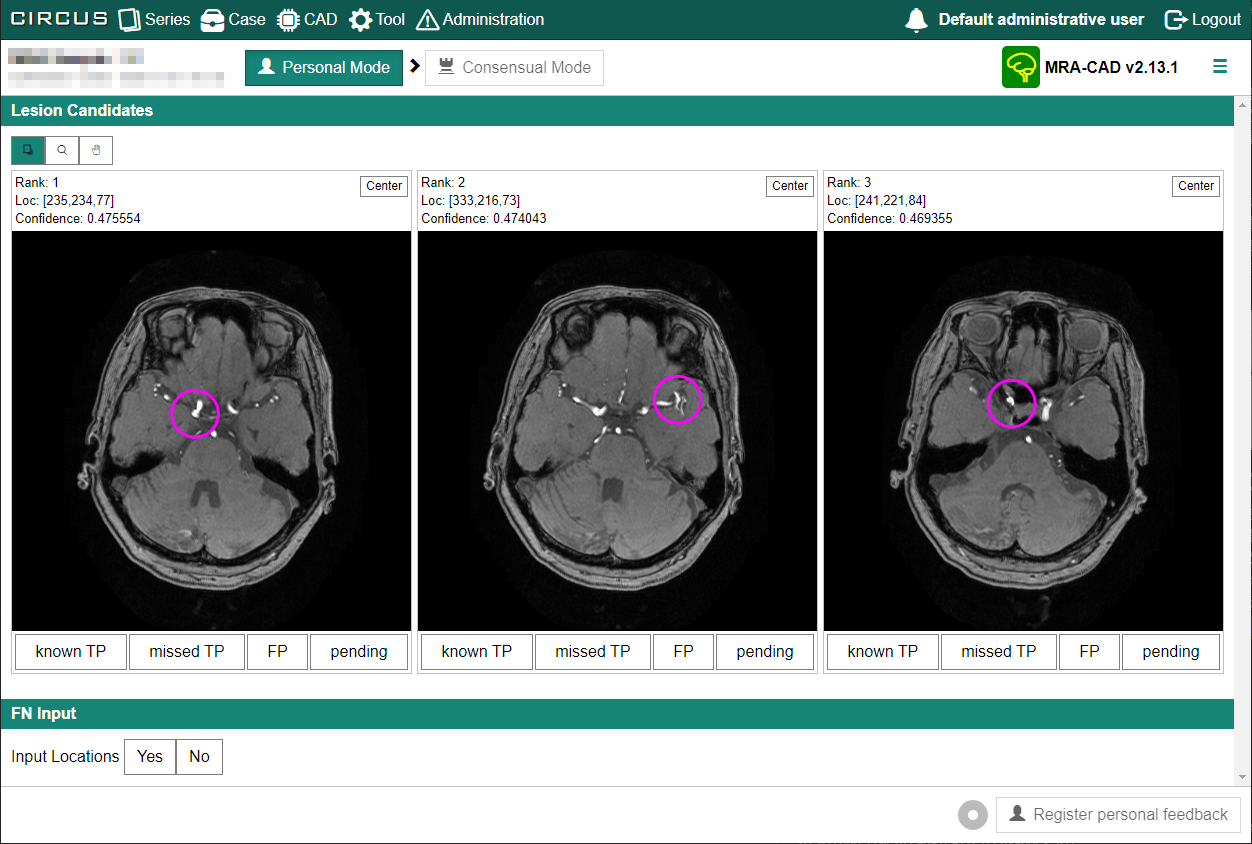 CIRCUS Series Case CAD Tool Administration Default administrative user Logout
Personal Mode Consensual Mode MRA-CAD v2.13.1
Lesion Candidates
Rank: 1
Loc: [235,234,77]
Confidence: 0.475554
Center
Rank: 2
Loc: [333,216,73]
Confidence: 0.474043
Center
Rank: 3
Loc: [241,221,84]
Confidence: 0.469355
Center
known TP missed TP FP pending
known TP missed TP FP pending
known TP missed TP FP pending
FN Input
Input Locations Yes No
Register personal feedback